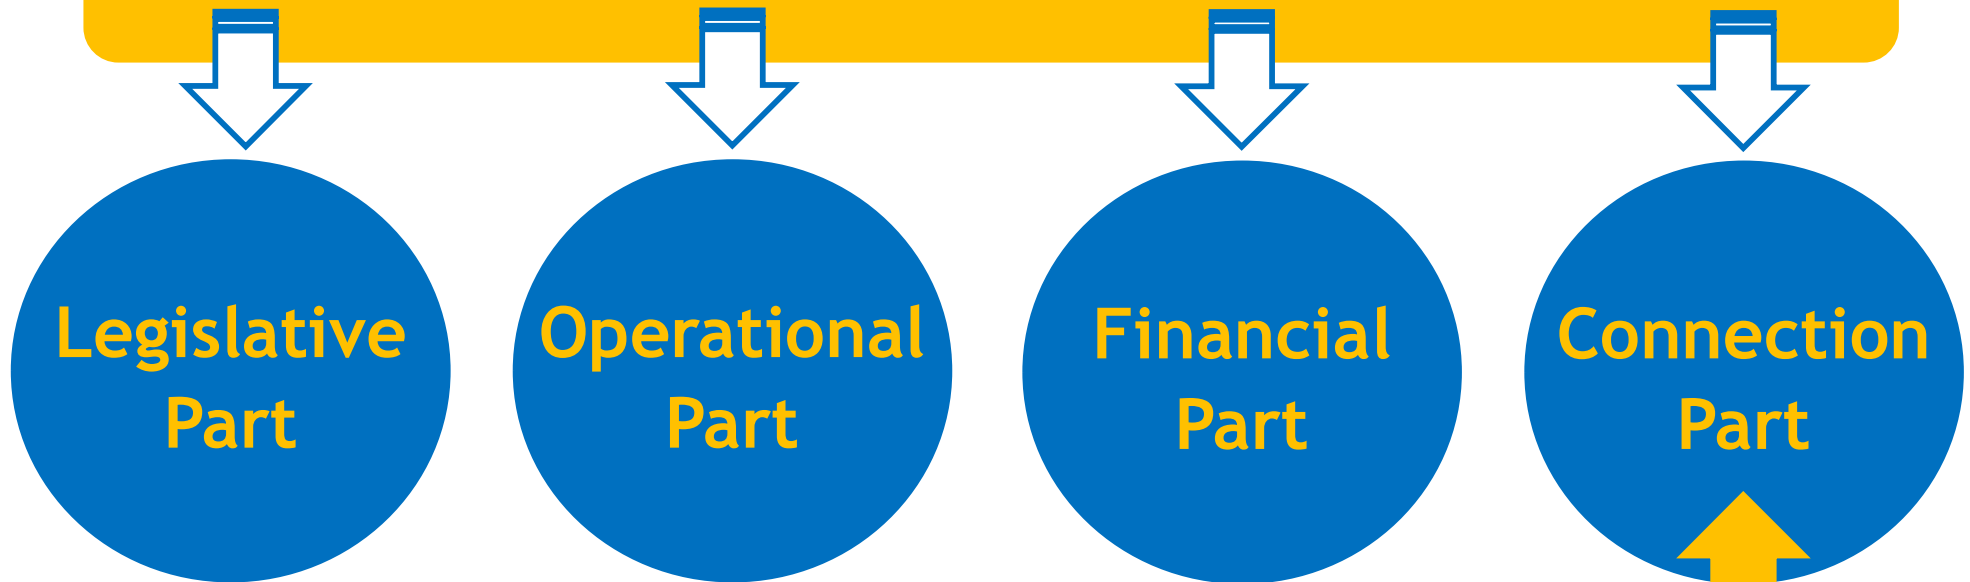 Legislative
Part
Operational
Part
Financial
Part
Connection
Part